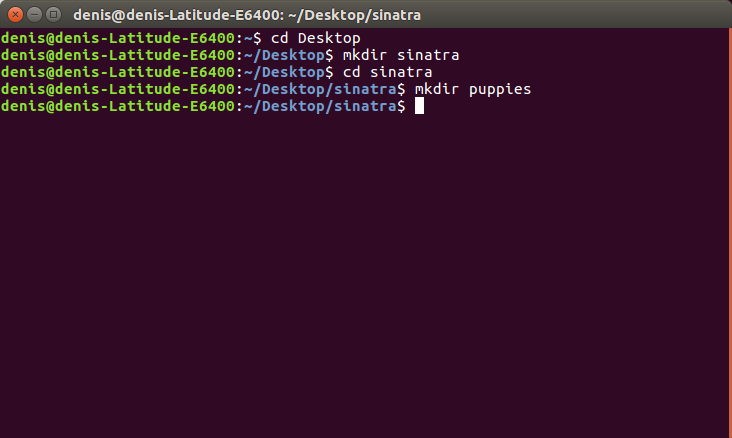 denis@denis-Latitude-E6400: ~/Desktop/sinatra
denis@denis-Latitude-E6400:~$ cd Desktop
denis@denis-Latitude-E6400:~/Desktop$ mkdir sinatra
denis@denis-Latitude-E6400:~/Desktop$ cd sinatra
denis@denis-Latitude-E6400:~/Desktop/sinatra$ mkdir puppies
denis@denis-Latitude-E6400:~/Desktop/sinatra$